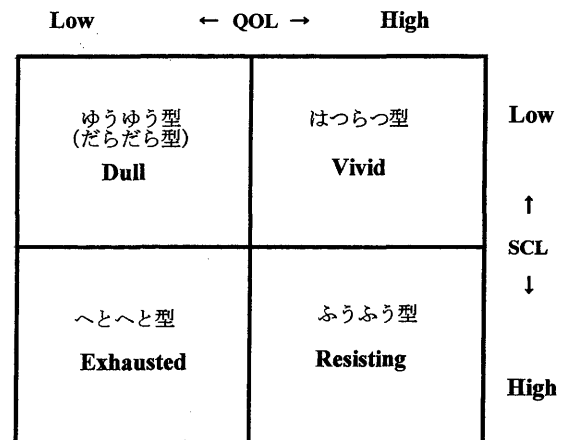 Low ← QOL → High
ゆうゆう型
(だらだら型)
Dull
はつらつ型
Vivid
Low
↑
SCL
↓
High
へとへと型
Exhausted
ふうふう型
Resisting